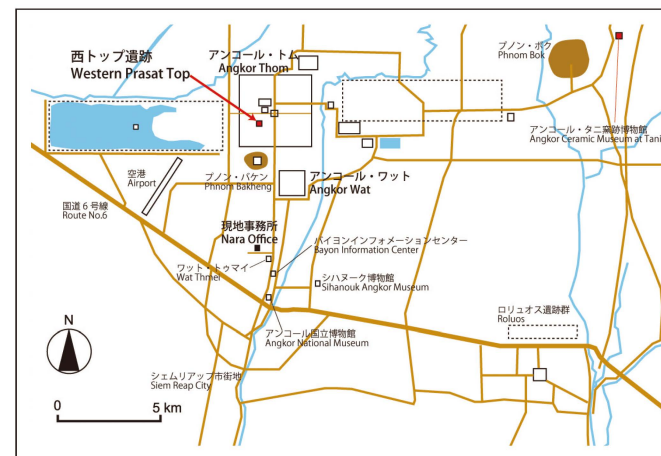 西トップ遺跡
Western Prasat Top
アンコール・トム
Angkor Thom
プノン・ボク
Phnom Bok
アンコール・タニ窯跡博物館
Angkor Ceramic Museum at Tani
空港
Airport
プノン・バケン
Phnom Bakheng
アンコール・ワット
Angkor Wat
国道6号線
Route No.6
現地事務所
Nara Office
バイヨンインフォメーションセンター
Bayon Information Center
ワット・トゥマイ
Wat Thmei
シハヌーク博物館
Sihanouk Angkor Museum
ロリュオス遺跡群
Roluos
アンコール国立博物館
Angkor National Museum
N
シェムリアップ市街地
Siem Reap City
0 5 km